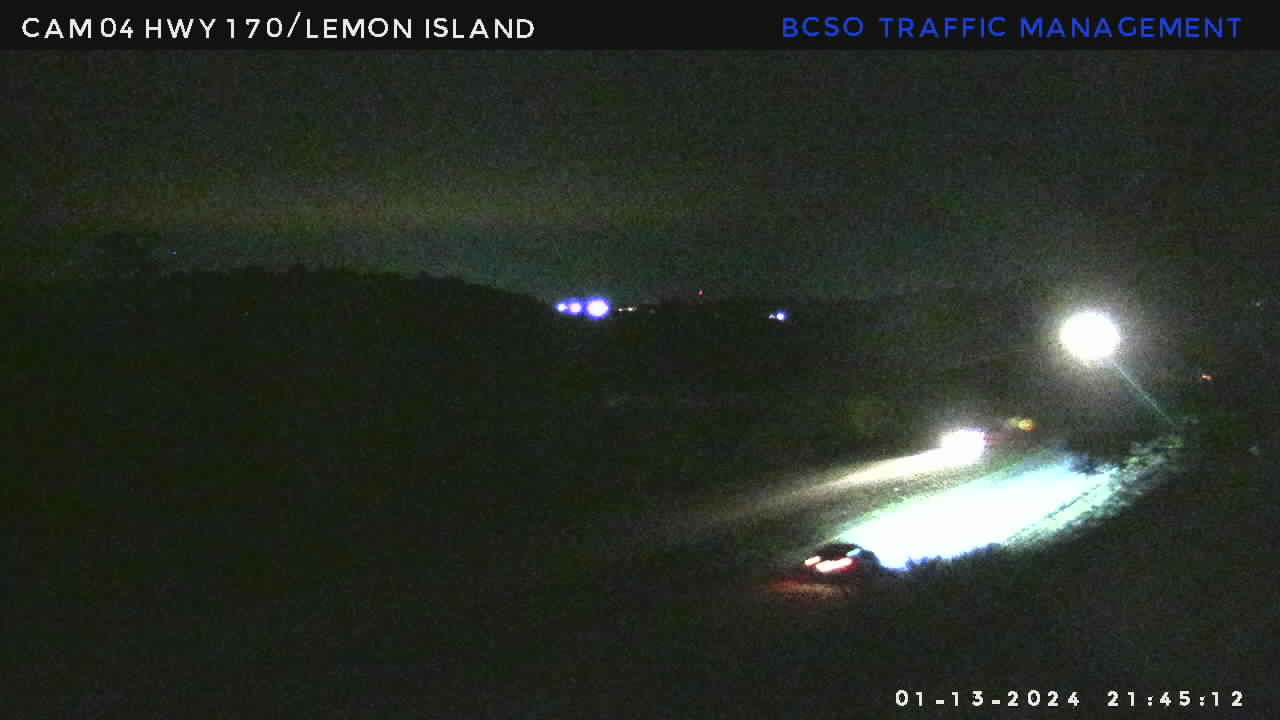 CAM04 HWY 170/LEMON ISLAND
BCSO TRAFFIC MANAGEMENT
01-13-2024 21:45:12